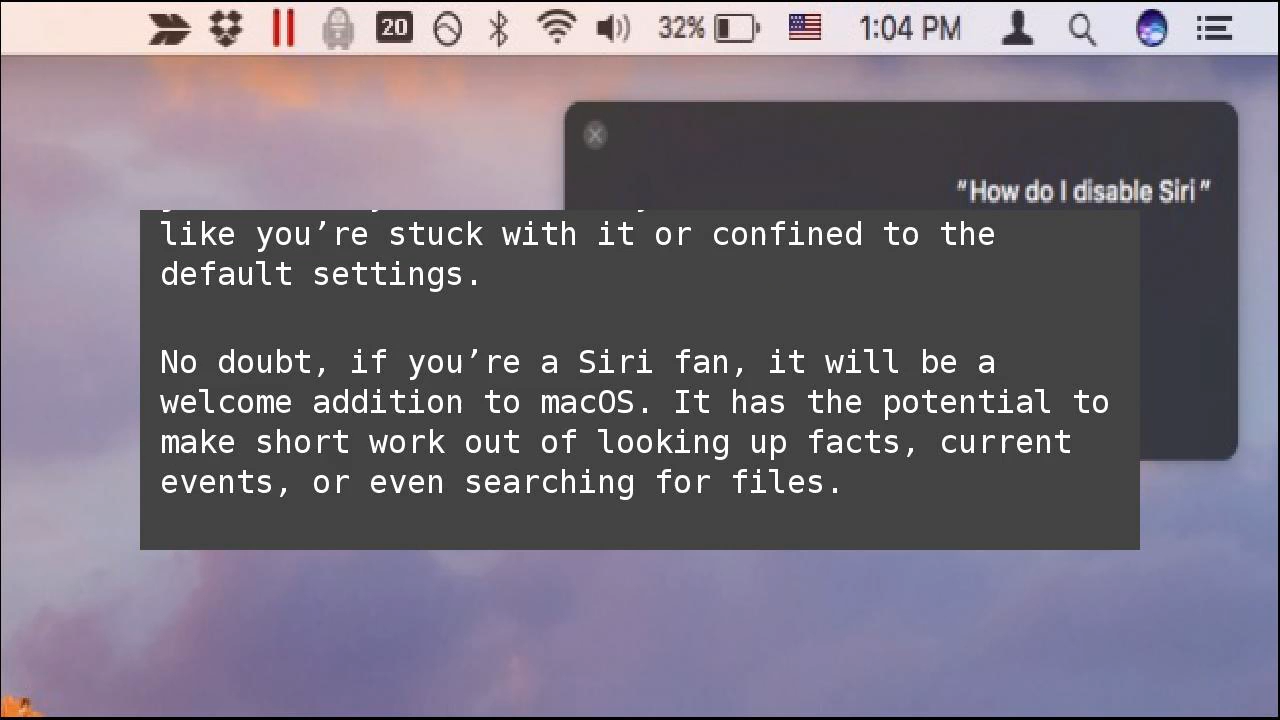 20
32%
1:04 PM
"How do I disable Siri"
like you’re stuck with it or confined to the
default settings.
No doubt, if you’re a Siri fan, it will be a
welcome addition to macOS. It has the potential to
make short work out of looking up facts, current
events, or even searching for files.